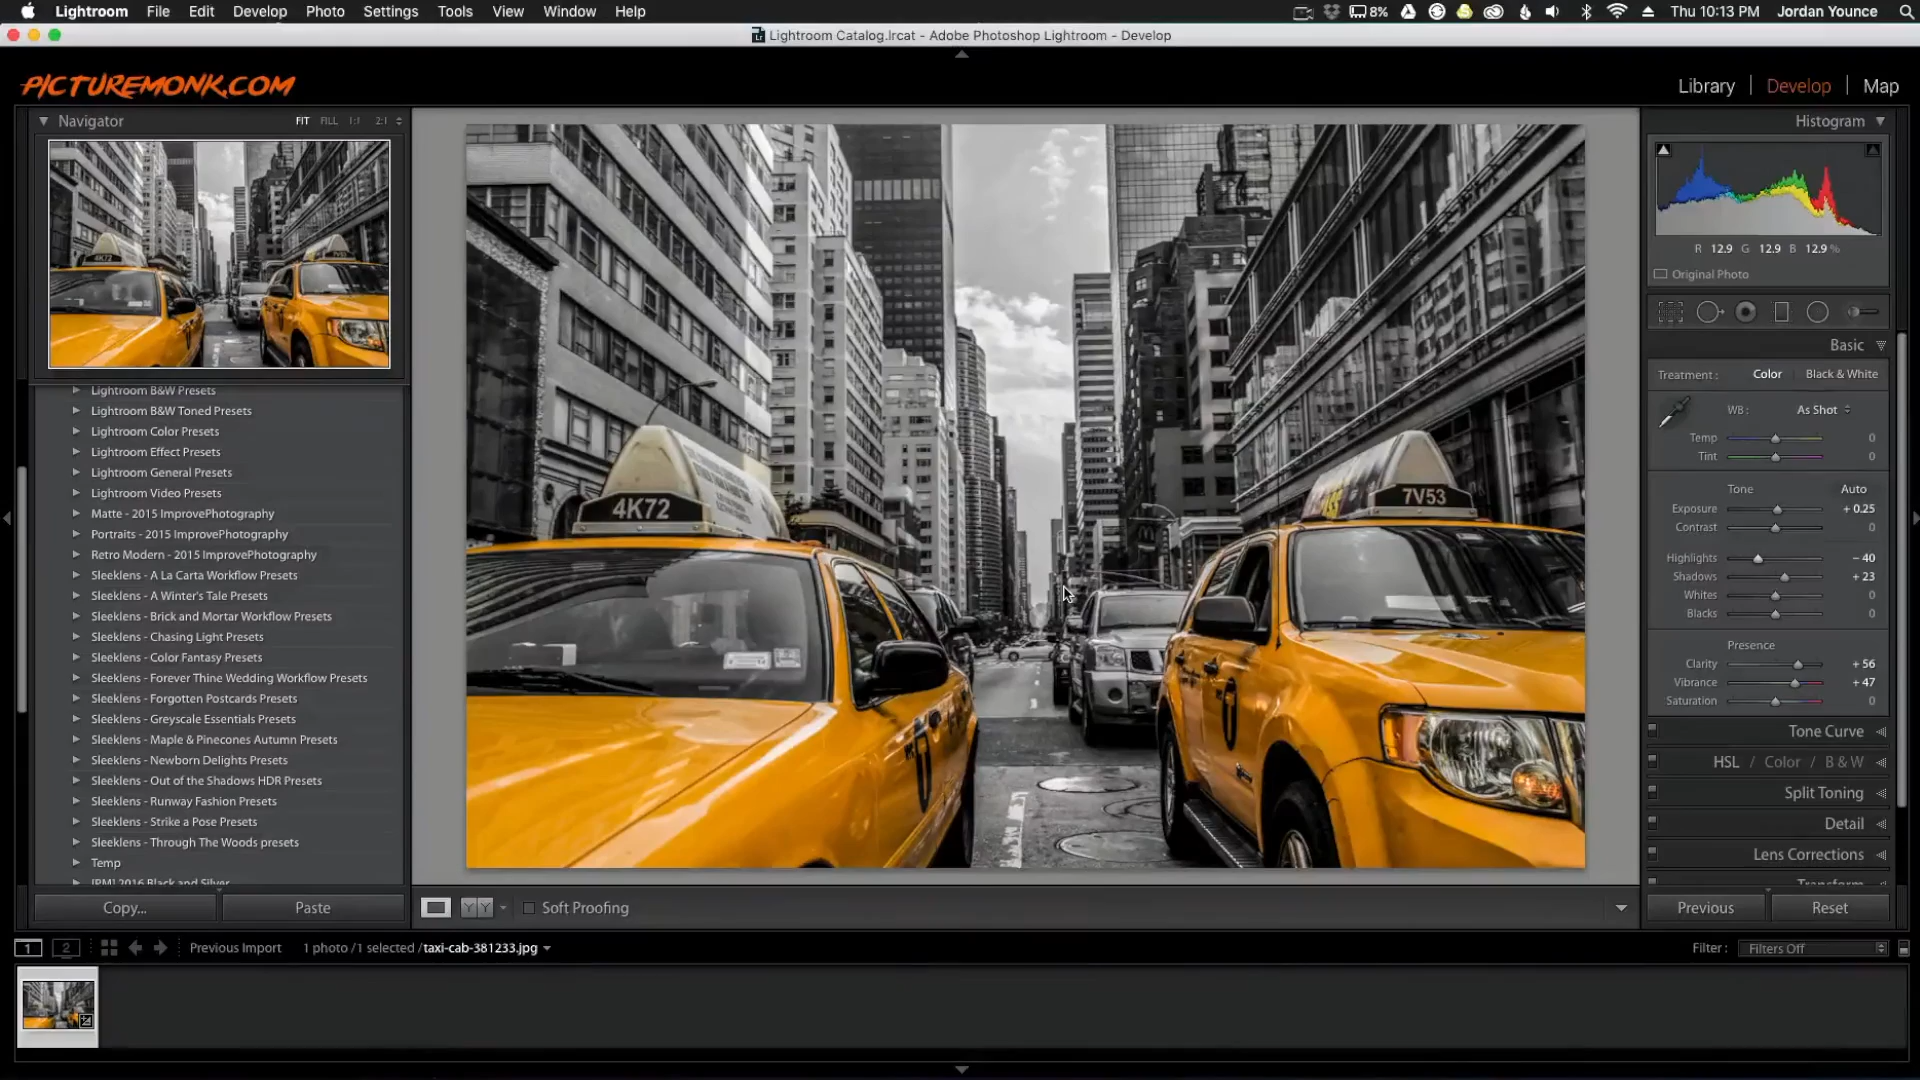 Lightroom File Edit Develop Photo Settings Tools View Window Help 8% Thu 10:13 PM Jordan Younce
Lightroom Catalog.lrcat - Adobe Photoshop Lightroom - Develop
PICTUREMONK.COM
Library | Develop | Map
Navigator FIT FILL 1:1 2:1
Lightroom B&W Presets
Lightroom B&W Toned Presets
Lightroom Color Presets
Lightroom Effect Presets
Lightroom General Presets
Lightroom Video Presets
Matte - 2015 ImprovePhotography
Portraits - 2015 ImprovePhotography
Retro Modern - 2015 ImprovePhotography
Sleeklens - A La Carta Workflow Presets
Sleeklens - A Winter's Tale Presets
Sleeklens - Brick and Mortar Workflow Presets
Sleeklens - Chasing Light Presets
Sleeklens - Color Fantasy Presets
Sleeklens - Forever Thine Wedding Workflow Presets
Sleeklens - Forgotten Postcards Presets
Sleeklens - Greyscale Essentials Presets
Sleeklens - Maple & Pinecones Autumn Presets
Sleeklens - Newborn Delights Presets
Sleeklens - Out of the Shadows HDR Presets
Sleeklens - Runway Fashion Presets
Sleeklens - Strike a Pose Presets
Sleeklens - Through The Woods presets
Temp
[PM] 2016 Black and Silver
Copy... Paste
4K72
7V53
Soft Proofing
Histogram
R 12.9 G 12.9 B 12.9 %
Original Photo
Basic
Treatment : Color Black & White
WB : As Shot
Temp 0
Tint 0
Tone Auto
Exposure + 0.25
Contrast 0
Highlights − 40
Shadows + 23
Whites 0
Blacks 0
Presence
Clarity + 56
Vibrance + 47
Saturation 0
Tone Curve
HSL / Color / B & W
Split Toning
Detail
Lens Corrections
Transform
Previous Reset
1 2 Previous Import 1 photo /1 selected /taxi-cab-381233.jpg Filter : Filters Off